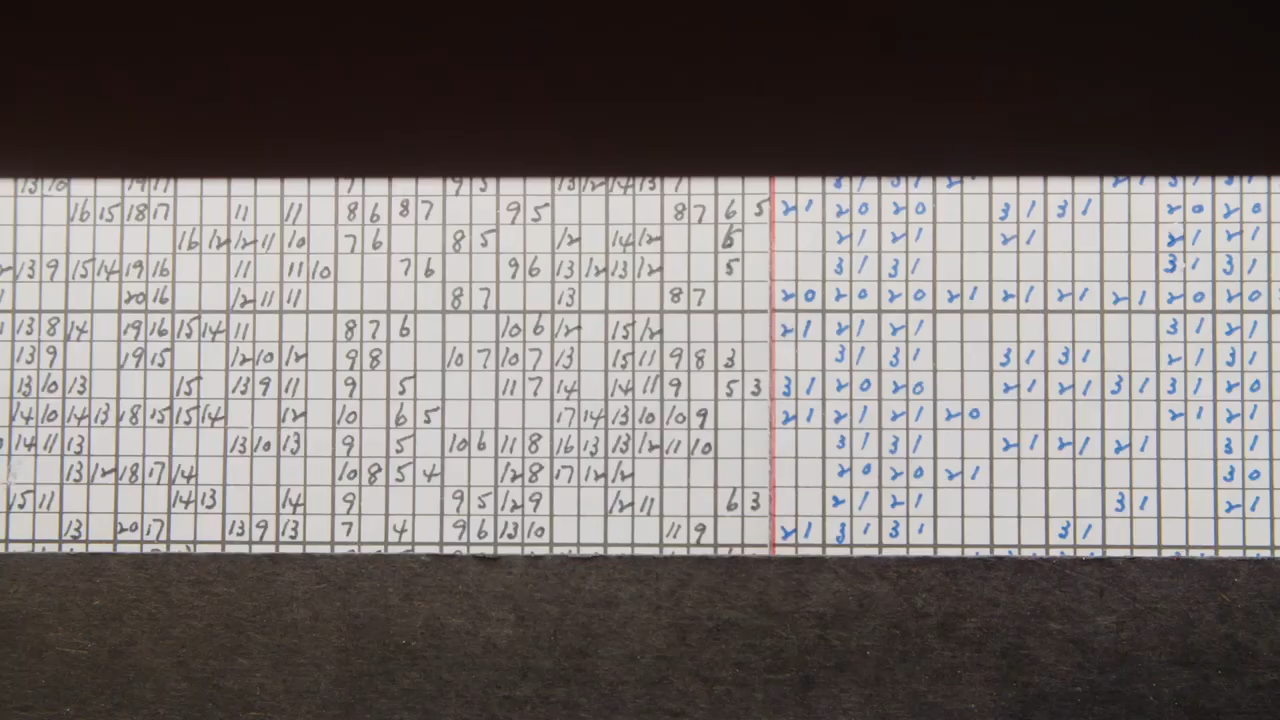 16 15 18 17 11 11 8 6 8 7 9 5 8 7 6 5 21 20 20 31 31 20 20
16 12 12 11 10 7 6 8 5 12 14 12 21 21 21 21 21
13 9 15 14 19 16 11 11 10 7 6 9 6 13 12 13 12 5 31 31 31 31
20 16 12 11 11 8 7 13 8 7 20 20 20 21 21 21 21 20 20
13 8 14 19 16 15 14 11 8 7 6 10 6 12 15 12 21 21 21 31 21
13 9 19 15 12 10 12 9 8 10 7 10 7 13 15 11 9 8 3 31 31 31 31 21 31
13 10 13 15 13 9 11 9 5 11 7 14 14 11 9 5 3 31 20 20 21 21 31 31 20
14 10 14 13 18 15 15 14 12 10 6 5 17 14 13 10 10 9 21 21 21 20 21 21
14 11 13 13 10 13 9 5 10 6 11 8 16 13 13 12 11 10 31 31 21 21 21 31
13 12 18 17 14 10 8 5 4 12 8 17 12 12 20 20 21 30
15 11 14 13 14 9 9 5 12 9 12 11 6 3 21 21 31 21
13 20 17 13 9 13 7 4 9 6 13 10 11 9 21 31 31 31